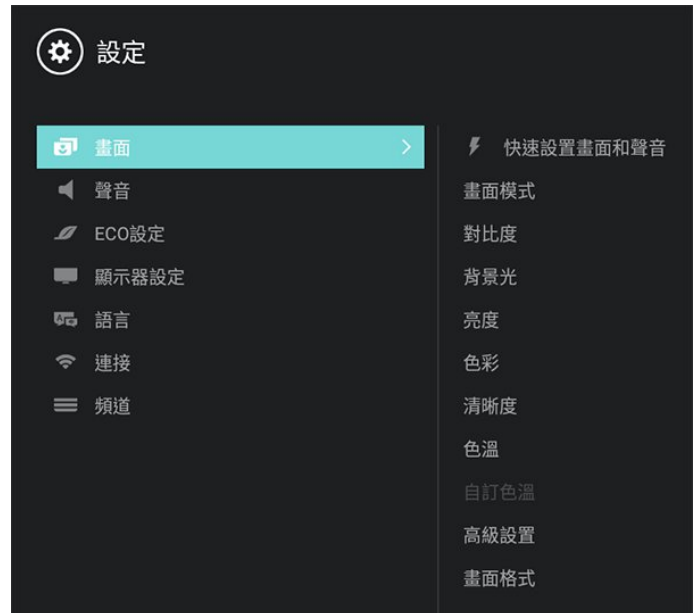 設定
畫面
聲音
ECO設定
顯示器設定
語言
連接
頻道
快速設置畫面和聲音
畫面模式
對比度
背景光
亮度
色彩
清晰度
色溫
自訂色溫
高級設置
畫面格式